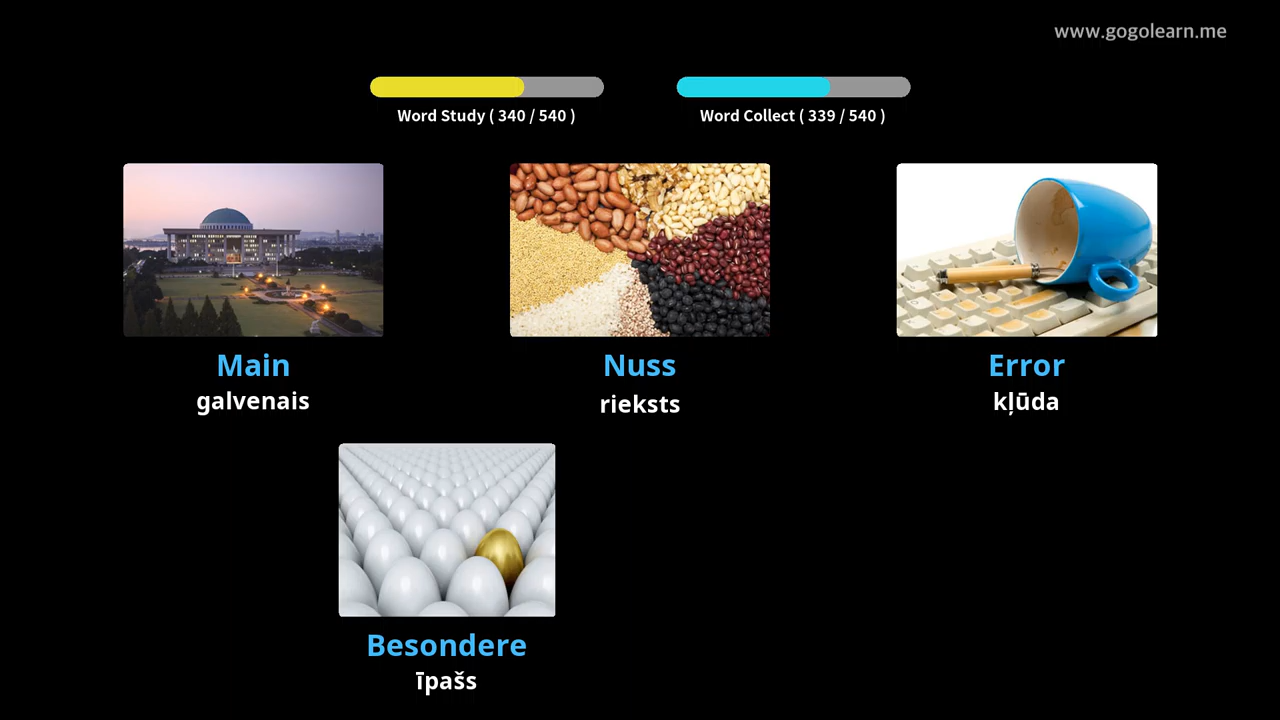 www.gogolearn.me
Word Study ( 340 / 540 )
Word Collect ( 339 / 540 )
Main
galvenais
Nuss
rieksts
Error
kļūda
Besondere
īpašs